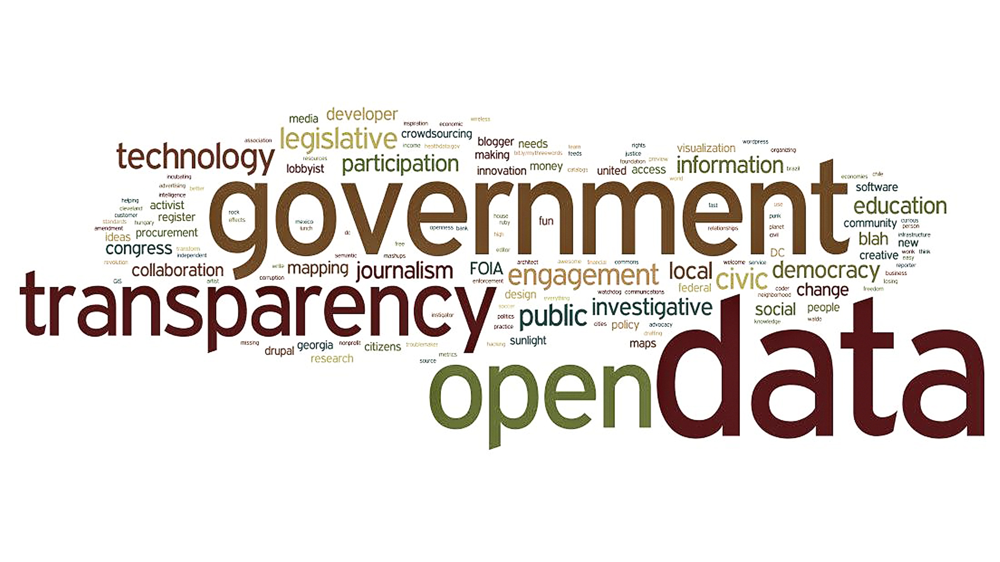 media developer
inspiration economic wireless
legislative crowdsourcing
association
technology
income healthdata.gov
blogger needs
making bit.ly/mythreewords feeds
learn
rights
justice
foundation preview
visualization wordpress
organizing
resources
lobbyist participation
innovation money catalogs united access information brazil
world
incubating
advertising better
intelligence
helping
cleveland activist
customer register
standards hungary
amendment
ideas procurement
congress transform
independent
revolution
government
rock
effects
mexico
lunch
dc
free
openness bank
house
ruby
high
editor
fun
relationships
use
punk
planet
civil
DC
economies chile
software
education
community curious
person
blah infrastructure
new
creative wonk think
easy
reporter
semantic mashups
collaboration write mapping journalism FOIA
GIS artist corruption enforcement
architect awesome financial commons
engagement local civic democracy
welcome service
business
losing
freedom
transparency
instigator
design everything
watchdog communications
federal coder change
neighborhood
soccer
politics public investigative
practice cities policy advocacy
drafting
social people
knowledge waldo
missing drupal georgia nonprofit citizens troublemaker
hacking sunlight maps
research metrics
source
open data